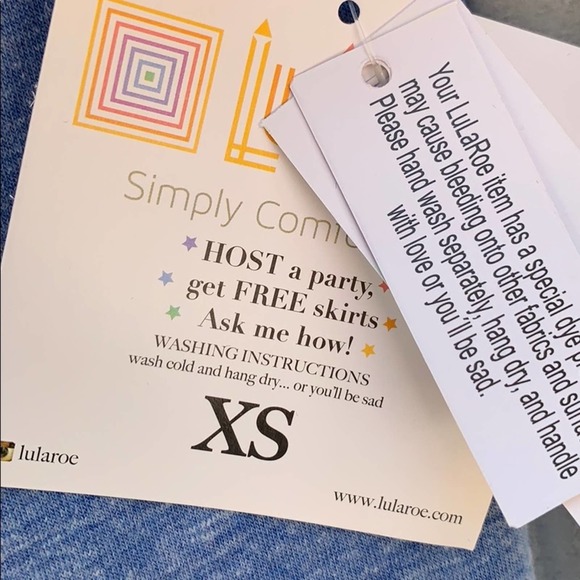 Simply
HOST a party,
get FREE skirts
Ask me how!
WASHING INSTRUCTIONS
wash cold and hang dry... or you'll be sad
XS
lularoe
www.lularoe.com
Your LuLaRoe item has a special dye
may cause bleeding onto other fabrics and
Please hand wash separately, hang dry, and handle
with love or you'll be sad.